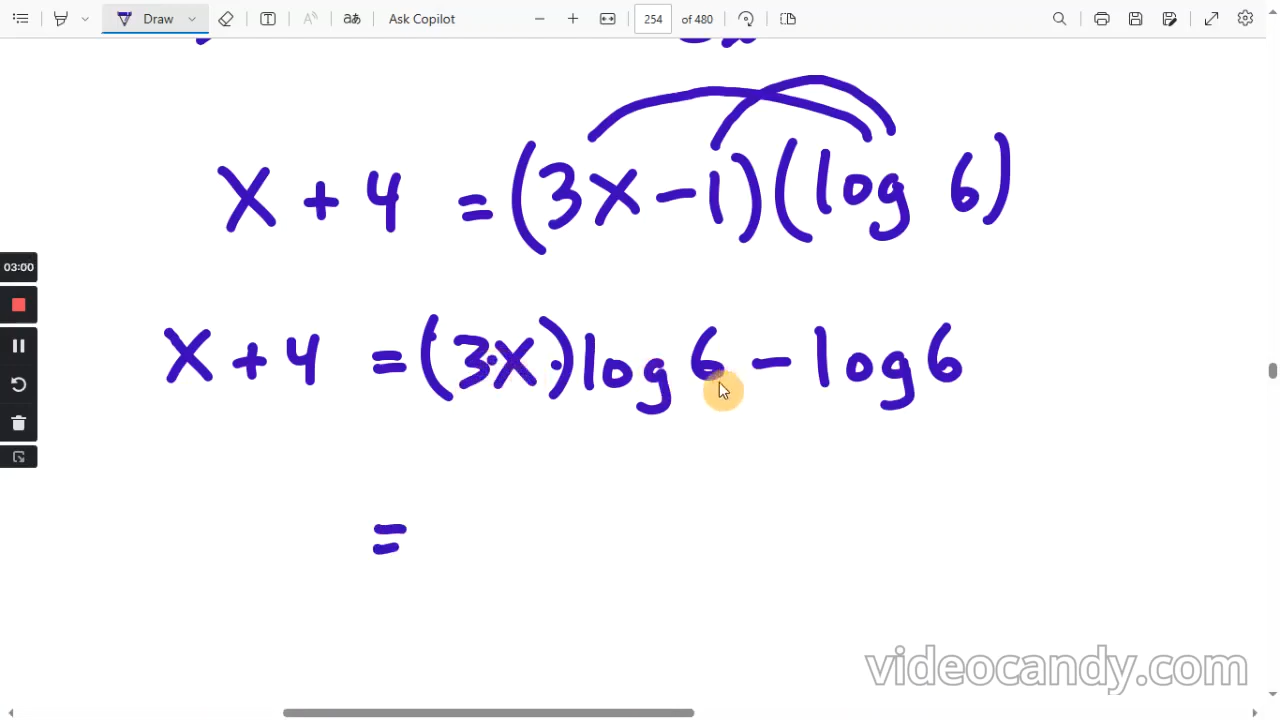 Draw
Ask Copilot
254 of 480
x + 4 = (3x - 1)(log 6)
03:00
x + 4 = (3·x·) log 6 - log 6
=
videocandy.com